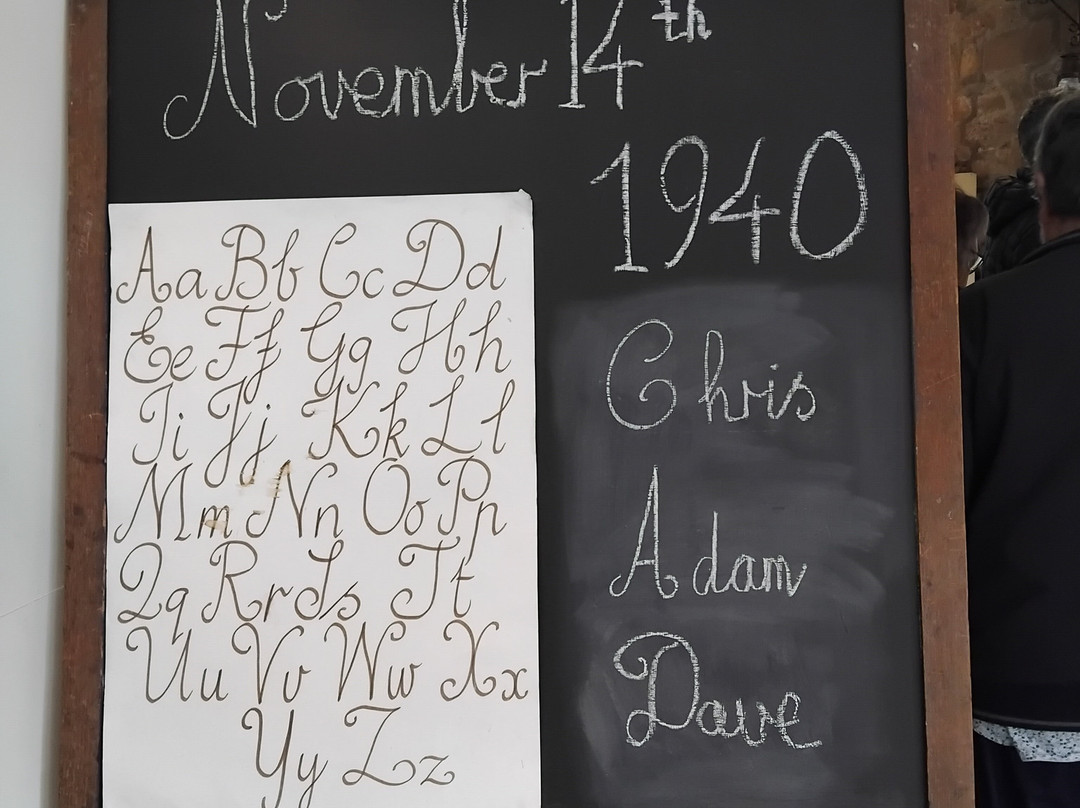 November 14th
1940
Aa Bb Cc Dd
Ee Ff Gg Hh
Ii Jj Kk Ll
Mm Nn Oo Pp
Qq Rr Ss Tt
Uu Vv Ww Xx
Yy Zz
Chris
Adam
Dave